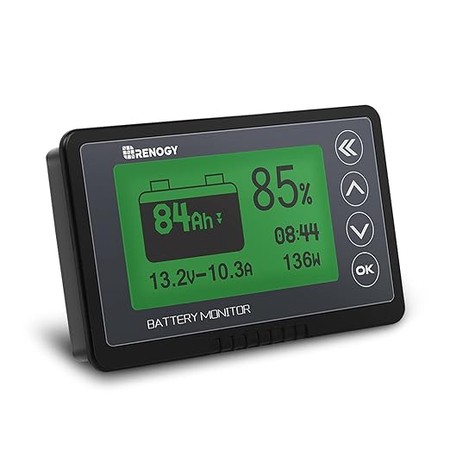 RENOGY
85%
84Ah
08:44
13.2V-10.3A
136W
OK
BATTERY MONITOR